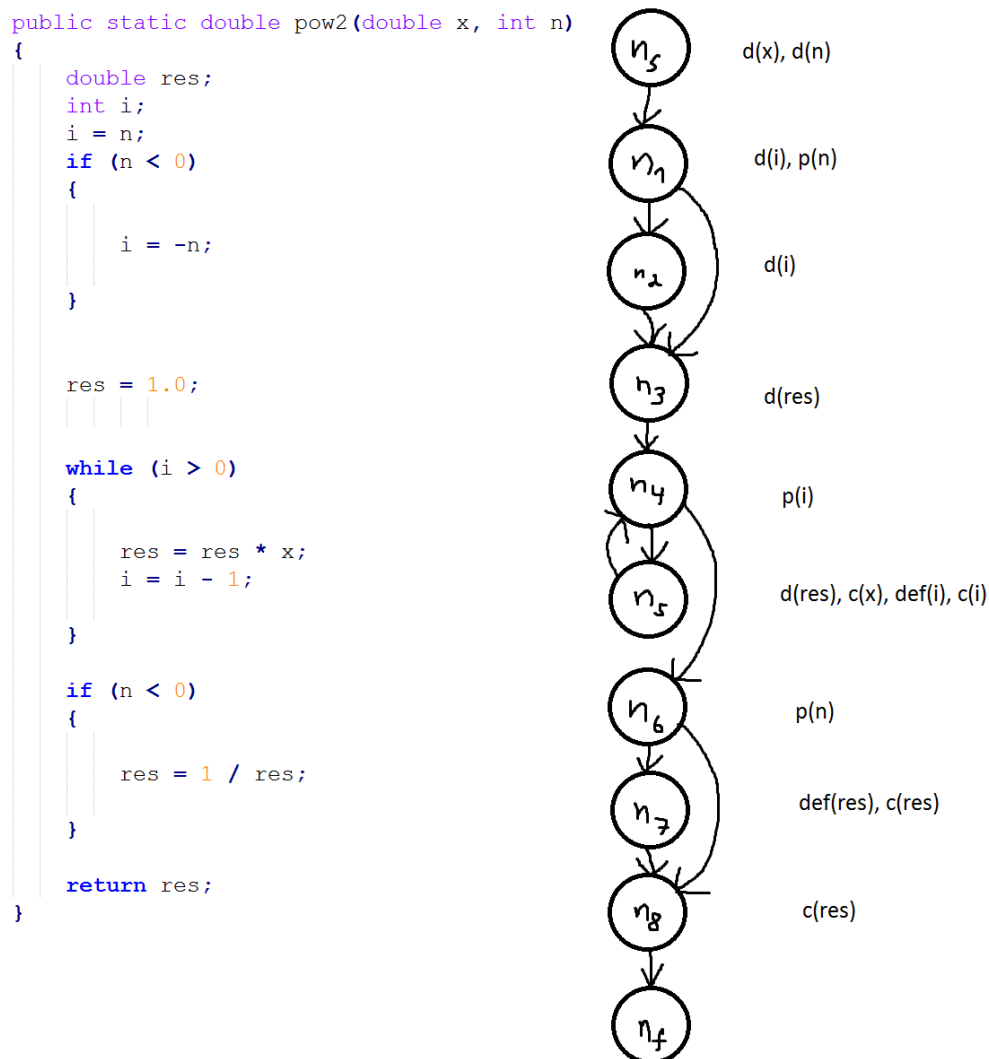 public static double pow2(double x, int n)
{
double res;
int i;
i = n;
if (n < 0)
{
i = -n;
}
res = 1.0;
while (i > 0)
{
res = res * x;
i = i - 1;
}
if (n < 0)
{
res = 1 / res;
}
return res;
}
ns
d(x), d(n)
n1
d(i), p(n)
n2
d(i)
n3
d(res)
n4
p(i)
n5
d(res), c(x), def(i), c(i)
n6
p(n)
n7
def(res), c(res)
n8
c(res)
nf